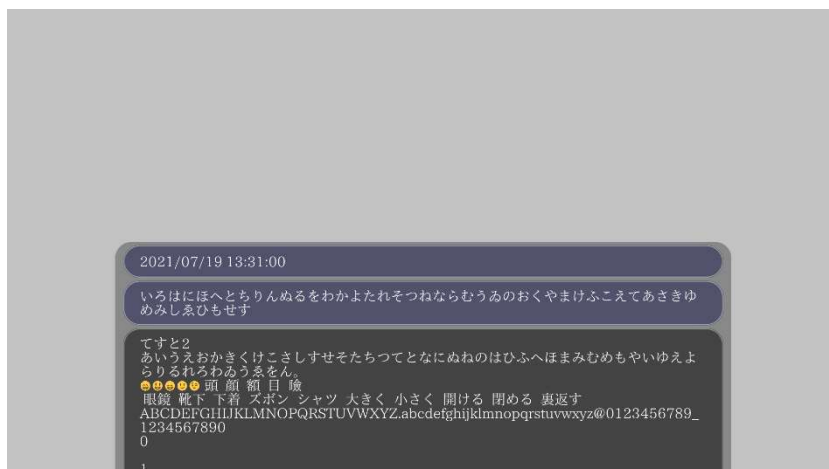 2021/07/19 13:31:00
いろはにほへとちりんぬるをわかよたれそつねならむうゐのおくやまけふこえてあさきゆ
めみしゑひもせす
てすと2
あいうえおかきくけこさしすせそたちつてとなにぬねのはひふへほまみむめもやいゆえよ
らりるれろわゐうゑをん。
😄😃😄🙂🙂 頭 顔 額 目 瞼
眼鏡 靴下 下着 ズボン シャツ 大きく 小さく 開ける 閉める 裏返す
ABCDEFGHIJKLMNOPQRSTUVWXYZ.abcdefghijklmnopqrstuvwxyz@0123456789_
1234567890
0